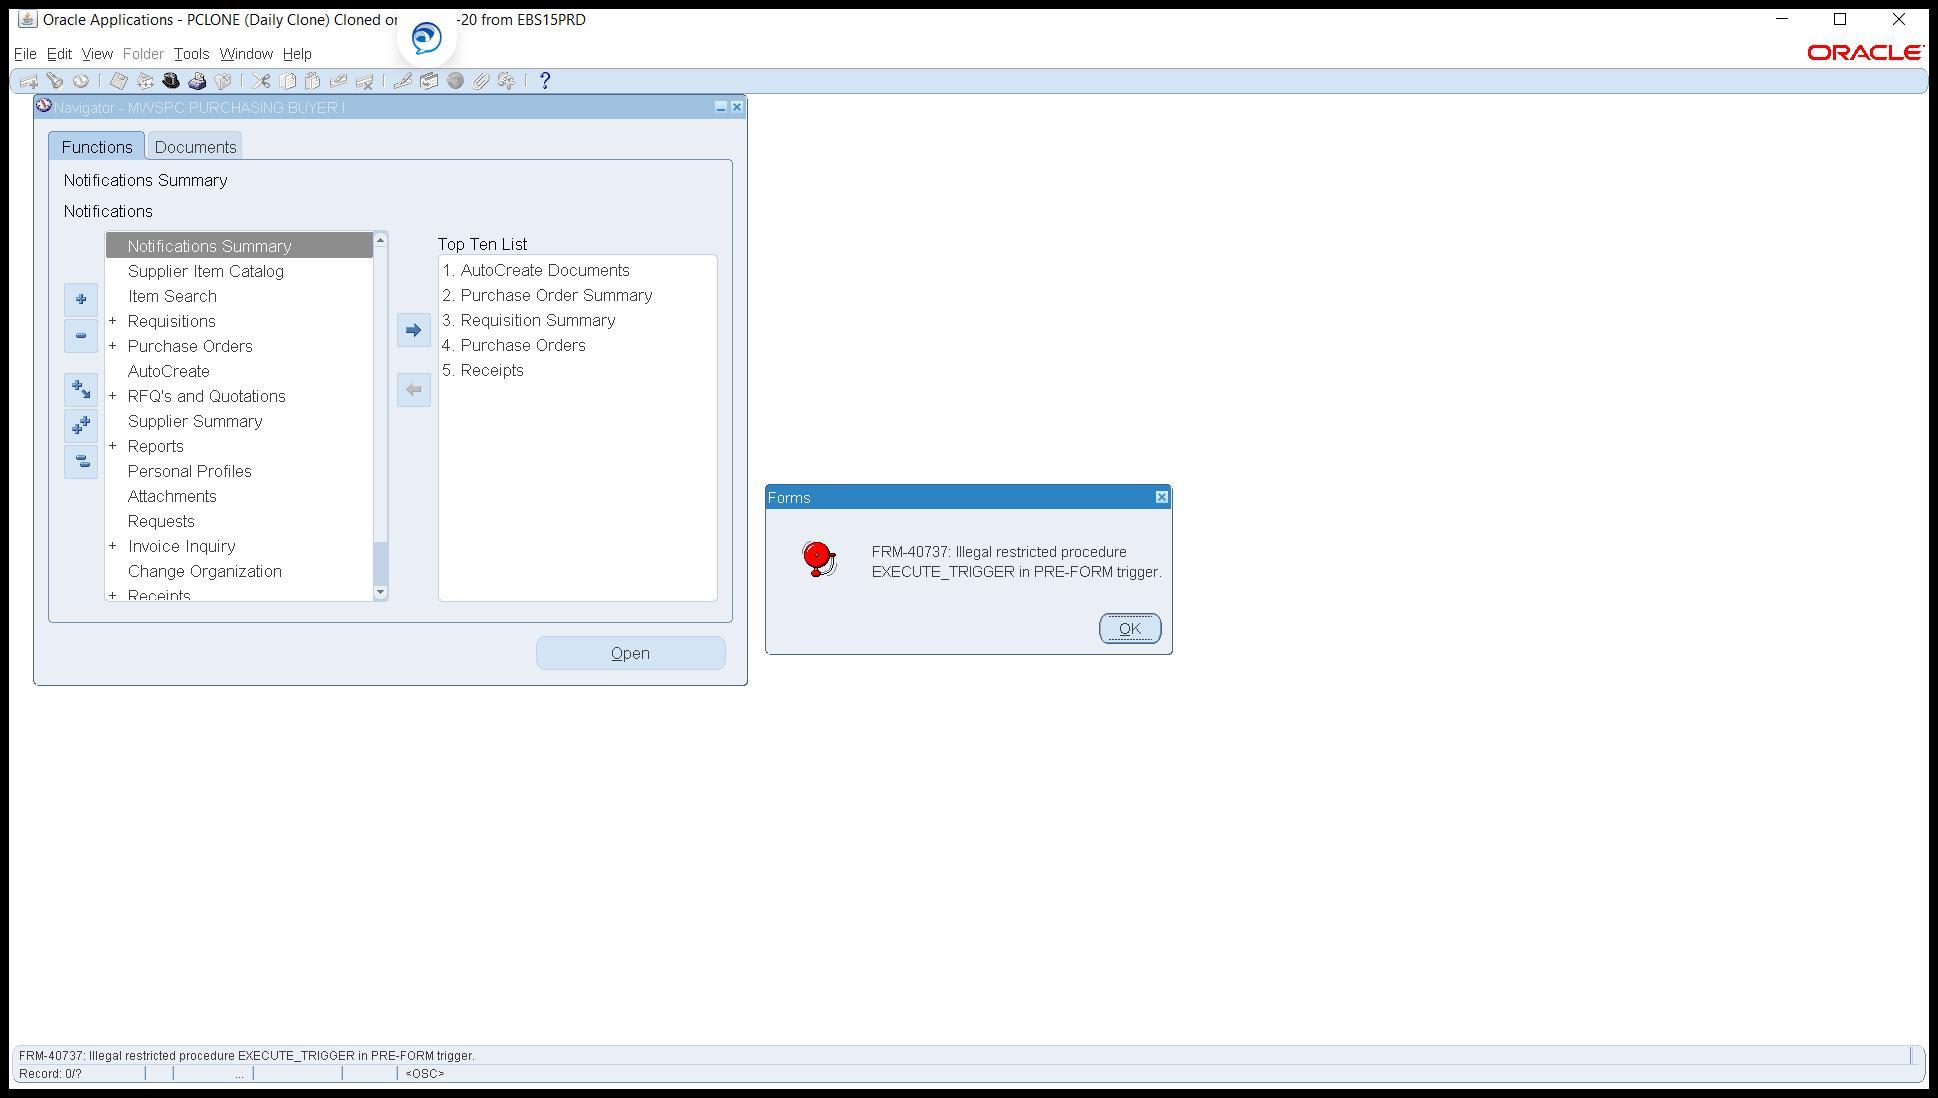 Oracle Applications - PCLONE (Daily Clone) Cloned or -20 from EBS15PRD
File Edit View Folder Tools Window Help
ORACLE
?
Navigator - MWSPC PURCHASING BUYER I
Functions Documents
Notifications Summary
Notifications
Notifications Summary
Supplier Item Catalog
Item Search
+ Requisitions
+ Purchase Orders
AutoCreate
+ RFQ's and Quotations
Supplier Summary
+ Reports
Personal Profiles
Attachments
Requests
+ Invoice Inquiry
Change Organization
+ Receipts
Top Ten List
1. AutoCreate Documents
2. Purchase Order Summary
3. Requisition Summary
4. Purchase Orders
5. Receipts
Open
Forms
FRM-40737: Illegal restricted procedure
EXECUTE_TRIGGER in PRE-FORM trigger.
OK
FRM-40737: Illegal restricted procedure EXECUTE_TRIGGER in PRE-FORM trigger.
Record: 0/? ... <OSC>